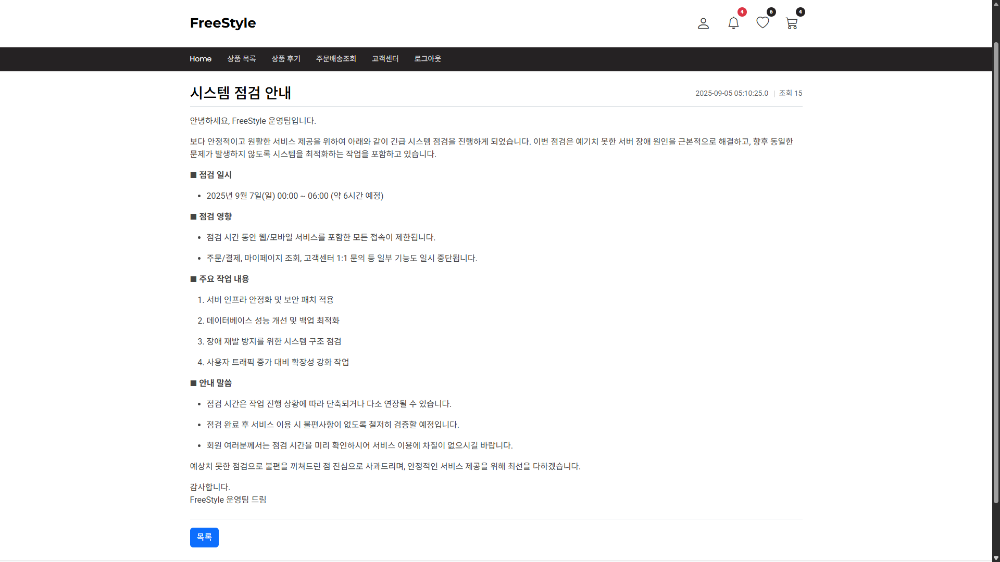 FreeStyle
4
6
4
Home 상품 목록 상품 후기 주문배송조회 고객센터 로그아웃
시스템 점검 안내
2025-09-05 05:10:25.0 조회 15
안녕하세요, FreeStyle 운영팀입니다.
보다 안정적이고 원활한 서비스 제공을 위하여 아래와 같이 긴급 시스템 점검을 진행하게 되었습니다. 이번 점검은 예기치 못한 서버 장애 원인을 근본적으로 해결하고, 향후 동일한
문제가 발생하지 않도록 시스템을 최적화하는 작업을 포함하고 있습니다.
■ 점검 일시
• 2025년 9월 7일(일) 00:00 ~ 06:00 (약 6시간 예정)
■ 점검 영향
• 점검 시간 동안 웹/모바일 서비스를 포함한 모든 접속이 제한됩니다.
• 주문/결제, 마이페이지 조회, 고객센터 1:1 문의 등 일부 기능도 일시 중단됩니다.
■ 주요 작업 내용
1. 서버 인프라 안정화 및 보안 패치 적용
2. 데이터베이스 성능 개선 및 백업 최적화
3. 장애 재발 방지를 위한 시스템 구조 점검
4. 사용자 트래픽 증가 대비 확장성 강화 작업
■ 안내 말씀
• 점검 시간은 작업 진행 상황에 따라 단축되거나 다소 연장될 수 있습니다.
• 점검 완료 후 서비스 이용 시 불편사항이 없도록 철저히 검증할 예정입니다.
• 회원 여러분께서는 점검 시간을 미리 확인하시어 서비스 이용에 차질이 없으시길 바랍니다.
예상치 못한 점검으로 불편을 끼쳐드린 점 진심으로 사과드리며, 안정적인 서비스 제공을 위해 최선을 다하겠습니다.
감사합니다.
FreeStyle 운영팀 드림
목록